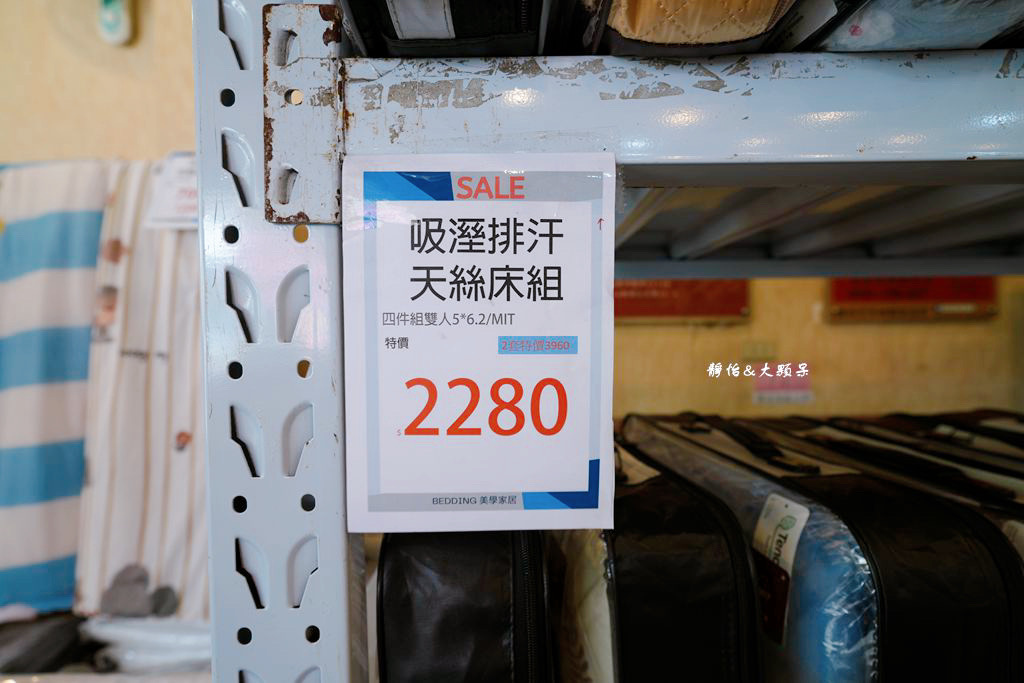 SALE
吸溼排汗
天絲床組
四件組雙人5*6.2/MIT
特價
2套特價3960
$2280
BEDDING 美學家居
靜怡&大顆呆
Tence